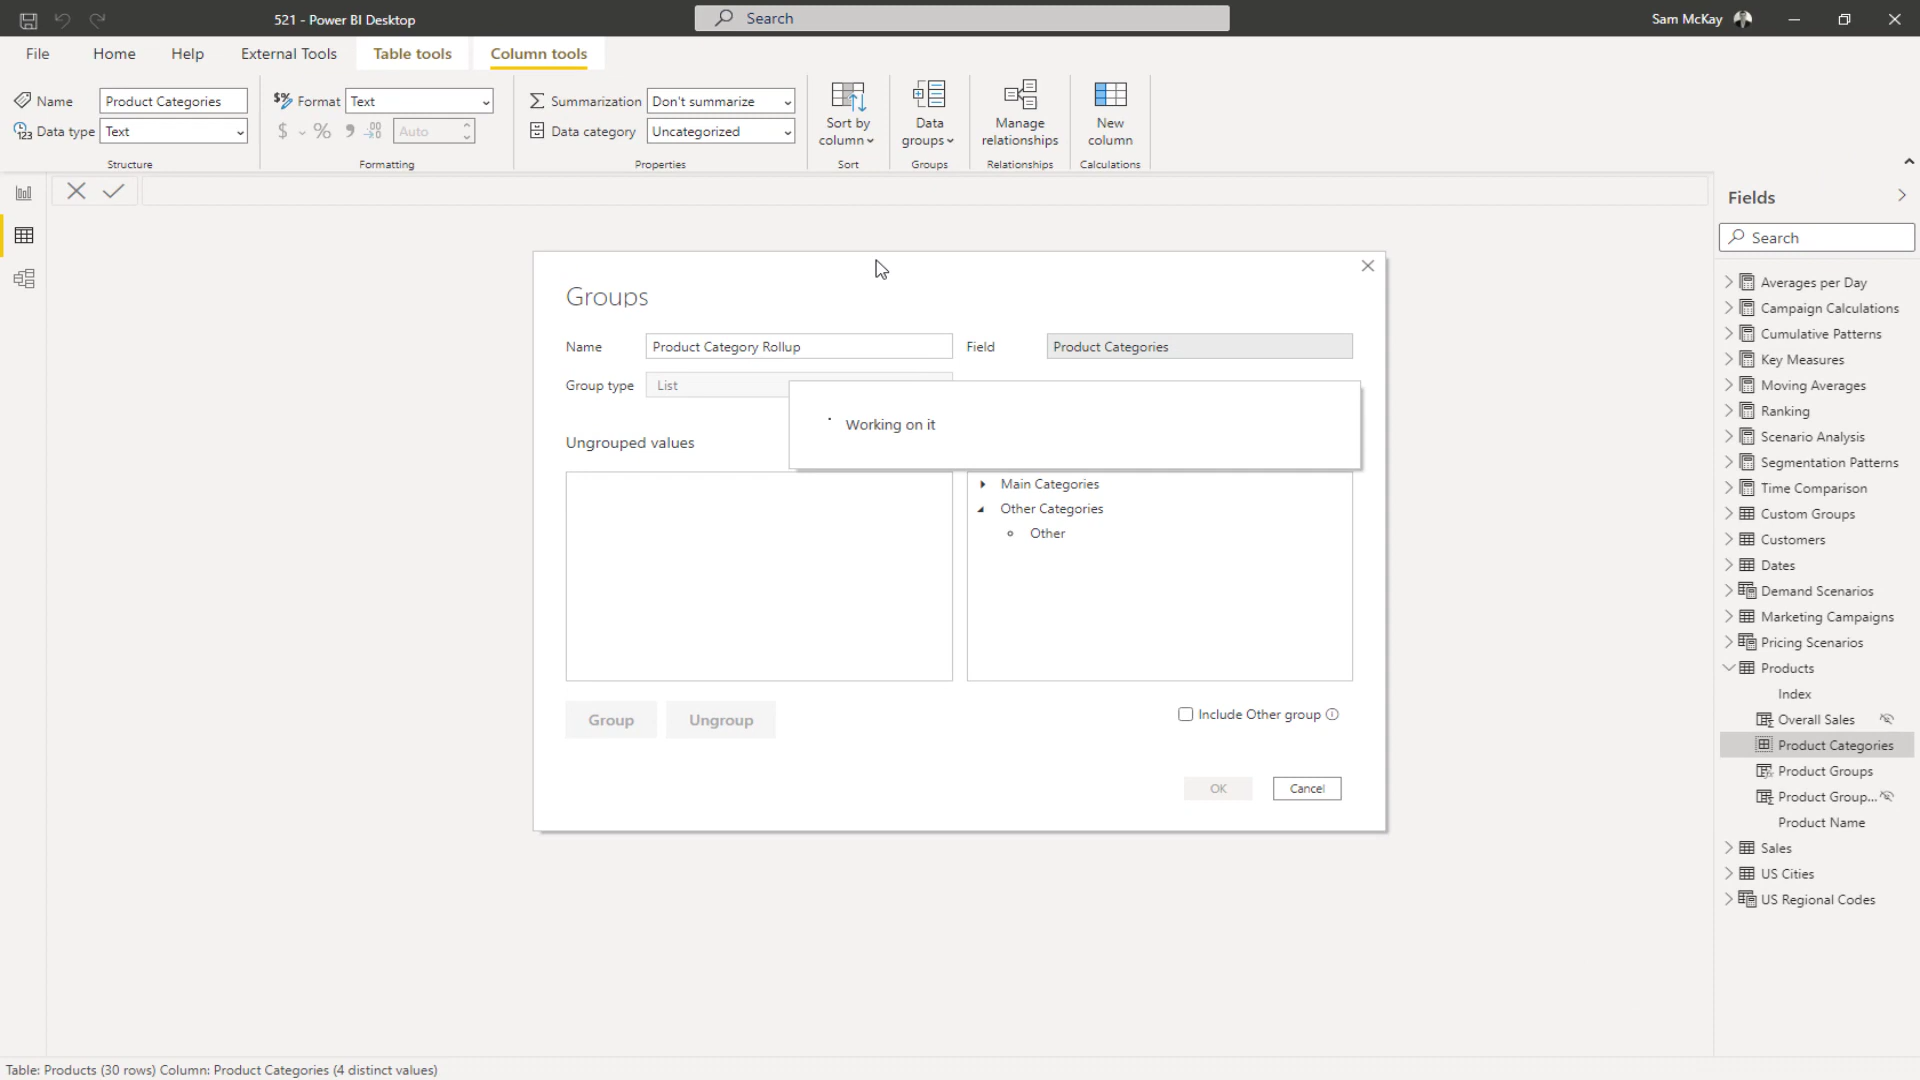 521 - Power BI Desktop
Search
Sam McKay
File
Home
Help
External Tools
Table tools
Column tools
Name
Product Categories
Data type
Text
Structure
$% Format
Text
$ % 9 .00
Auto
Formatting
Summarization
Don't summarize
Data category
Uncategorized
Properties
Sort by
column
Sort
Data
groups
Groups
Manage
relationships
Relationships
New
column
Calculations
Groups
Name
Product Category Rollup
Field
Product Categories
Group type
List
Working on it
Ungrouped values
Main Categories
Other Categories
Other
Group
Ungroup
Include Other group
OK
Cancel
Fields
Search
Averages per Day
Campaign Calculations
Cumulative Patterns
Key Measures
Moving Averages
Ranking
Scenario Analysis
Segmentation Patterns
Time Comparison
Custom Groups
Customers
Dates
Demand Scenarios
Marketing Campaigns
Pricing Scenarios
Products
Index
Overall Sales
Product Categories
Product Groups
Product Group...
Product Name
Sales
US Cities
US Regional Codes
Table: Products (30 rows) Column: Product Categories (4 distinct values)